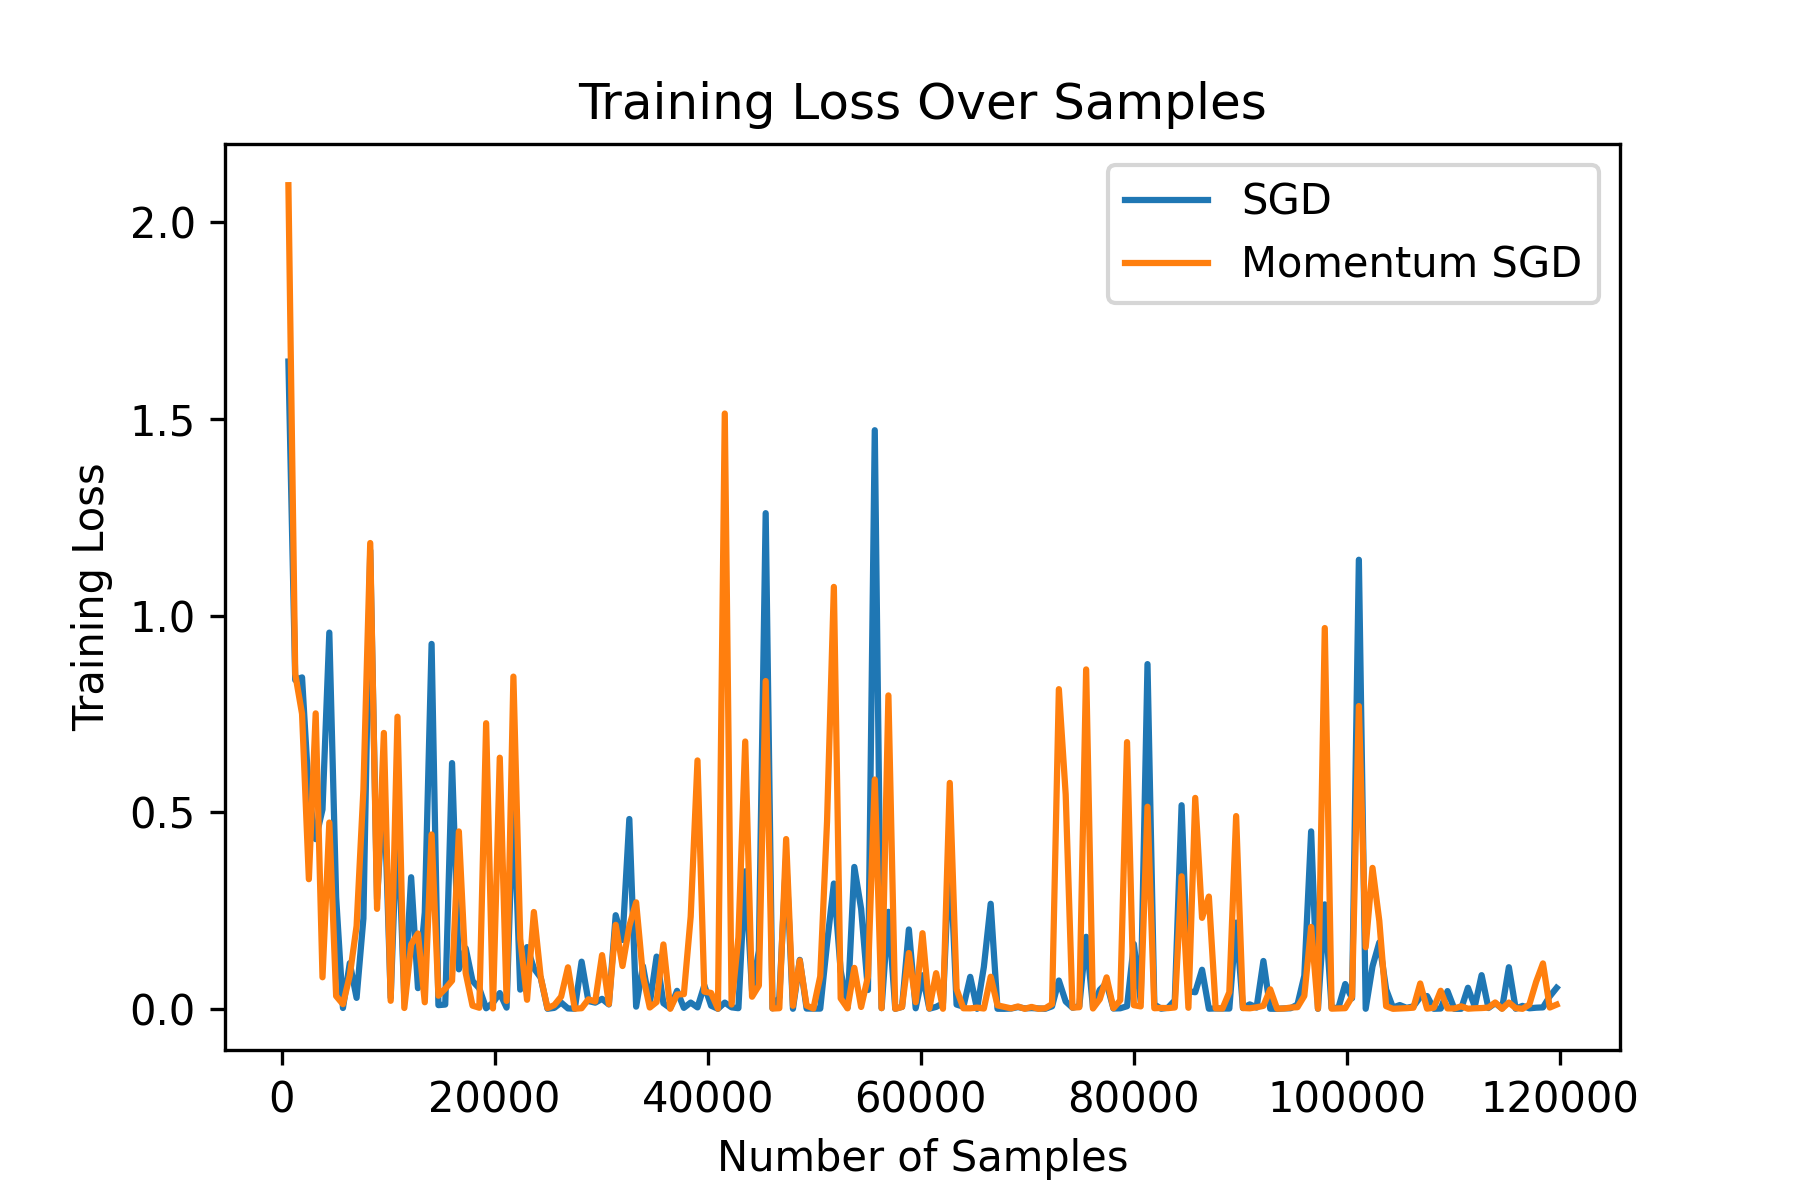 Training Loss Over Samples
SGD
Momentum SGD
2.0
1.5
1.0
0.5
0.0
Training Loss
0 20000 40000 60000 80000 100000 120000
Number of Samples